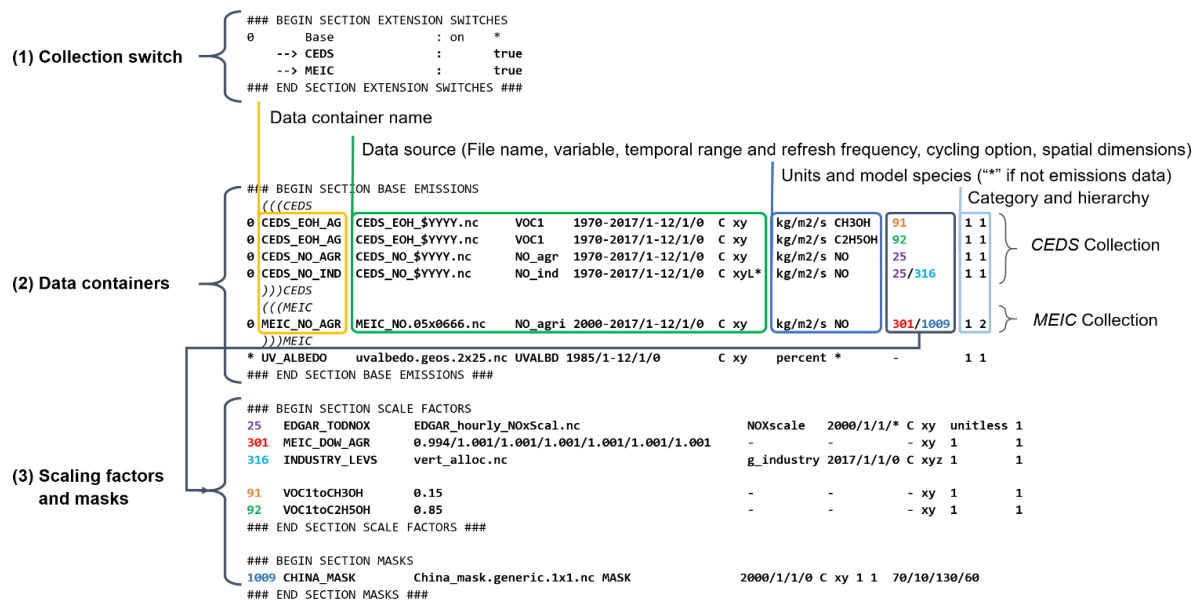 ### BEGIN SECTION EXTENSION SWITCHES
0 Base : on *
--> CEDS : true
(1) Collection switch
--> MEIC : true
### END SECTION EXTENSION SWITCHES ###
Data container name
Data source (File name, variable, temporal range and refresh frequency, cycling option, spatial dimensions)
Units and model species (“*” if not emissions data)
### BEGIN SECTION BASE EMISSIONS
Category and hierarchy
(((CEDS
0 CEDS_EOH_AG CEDS_EOH_$YYYY.nc VOC1 1970-2017/1-12/1/0 C xy kg/m2/s CH3OH 91 1 1
0 CEDS_EOH_AG CEDS_EOH_$YYYY.nc VOC1 1970-2017/1-12/1/0 C xy kg/m2/s C2H5OH 92 1 1
CEDS Collection
0 CEDS_NO_AGR CEDS_NO_$YYYY.nc NO_agr 1970-2017/1-12/1/0 C xy kg/m2/s NO 25 1 1
0 CEDS_NO_IND CEDS_NO_$YYYY.nc NO_ind 1970-2017/1-12/1/0 C xyL* kg/m2/s NO 25/316 1 1
(2) Data containers
)))CEDS
(((MEIC
0 MEIC_NO_AGR MEIC_NO.05x0666.nc NO_agri 2000-2017/1-12/1/0 C xy kg/m2/s NO 301/1009 1 2
MEIC Collection
)))MEIC
* UV_ALBEDO uvalbedo.geos.2x25.nc UVALBD 1985/1-12/1/0 C xy percent * - 1 1
### END SECTION BASE EMISSIONS ###
### BEGIN SECTION SCALE FACTORS
25 EDGAR_TODNOX EDGAR_hourly_NOxScal.nc NOXscale 2000/1/1/* C xy unitless 1
301 MEIC_DOW_AGR 0.994/1.001/1.001/1.001/1.001/1.001/1.001 - - - xy 1 1
316 INDUSTRY_LEVS vert_alloc.nc g_industry 2017/1/1/0 C xyz 1 1
(3) Scaling factors
and masks
91 VOC1toCH3OH 0.15 - - - xy 1 1
92 VOC1toC2H5OH 0.85 - - - xy 1 1
### END SECTION SCALE FACTORS ###
### BEGIN SECTION MASKS
1009 CHINA_MASK China_mask.generic.1x1.nc MASK 2000/1/1/0 C xy 1 1 70/10/130/60
### END SECTION MASKS ###